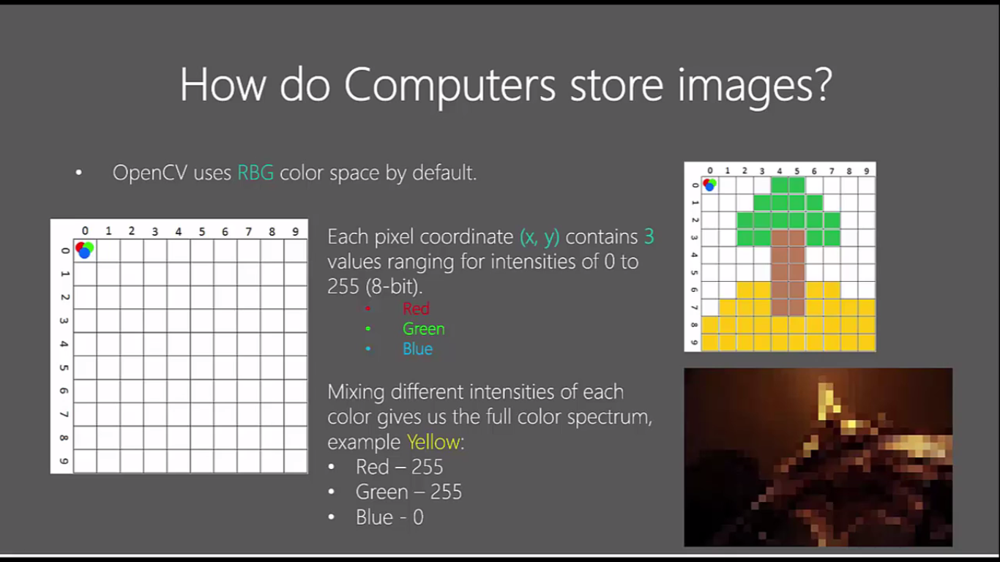 How do Computers store images?
• OpenCV uses RBG color space by default.
0 1 2 3 4 5 6 7 8 9
0
1
2
3
4
5
6
7
8
9
Each pixel coordinate (x, y) contains 3
values ranging for intensities of 0 to
255 (8-bit).
• Red
• Green
• Blue
Mixing different intensities of each
color gives us the full color spectrum,
example Yellow:
• Red – 255
• Green – 255
• Blue - 0
0 1 2 3 4 5 6 7 8 9
0
1
2
3
4
5
6
7
8
9